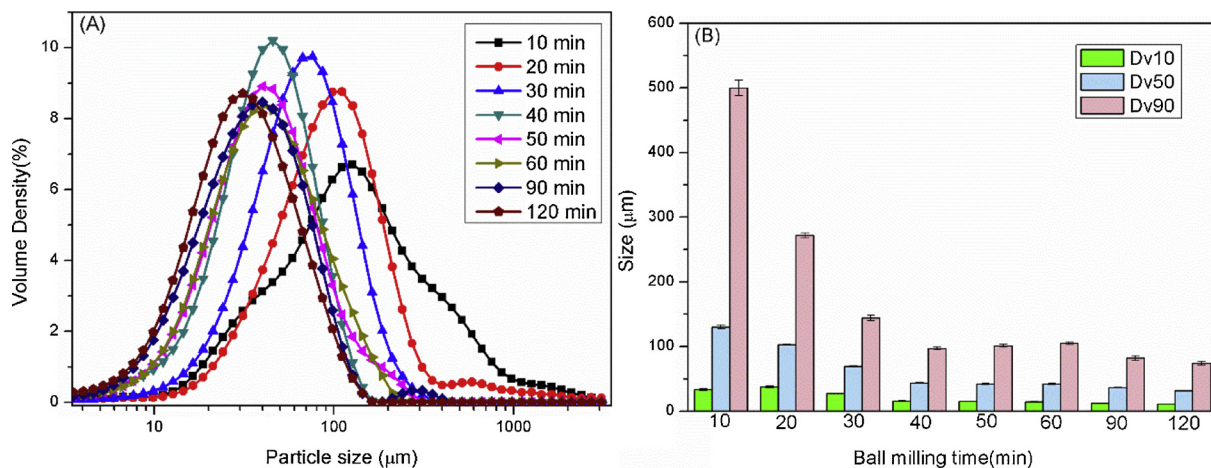 (A)
10 min
20 min
30 min
40 min
50 min
60 min
90 min
120 min
Volume Density(%)
10
8
6
4
2
0
10
100
1000
Particle size (μm)
(B)
Dv10
Dv50
Dv90
Size (μm)
600
500
400
300
200
100
0
10
20
30
40
50
60
90
120
Ball milling time(min)